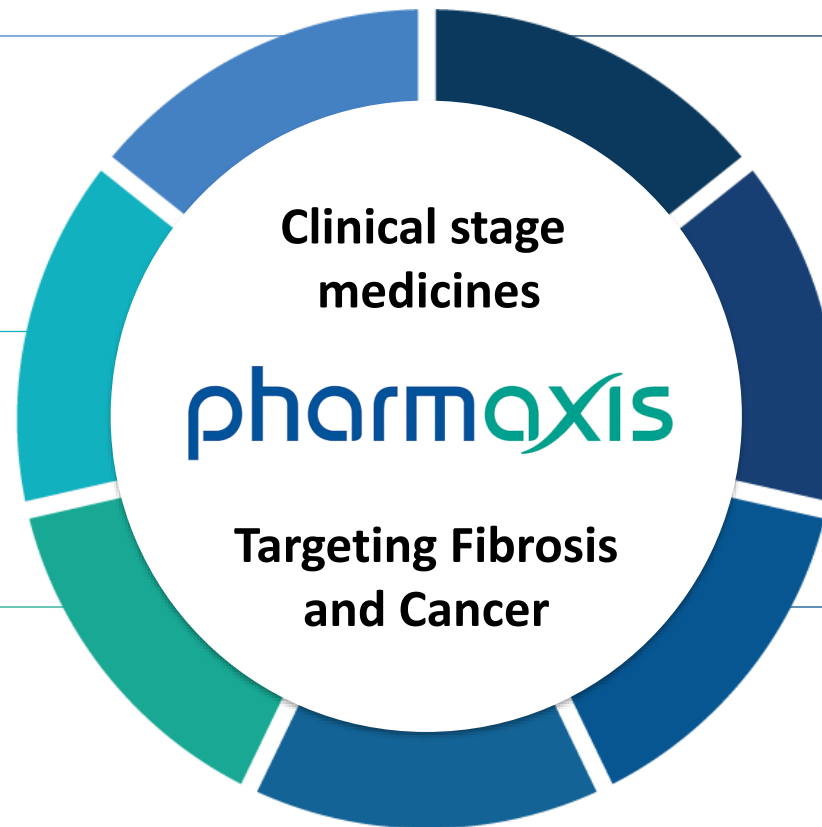 Clinical stage
medicines
pharmaxis
Targeting Fibrosis
and Cancer